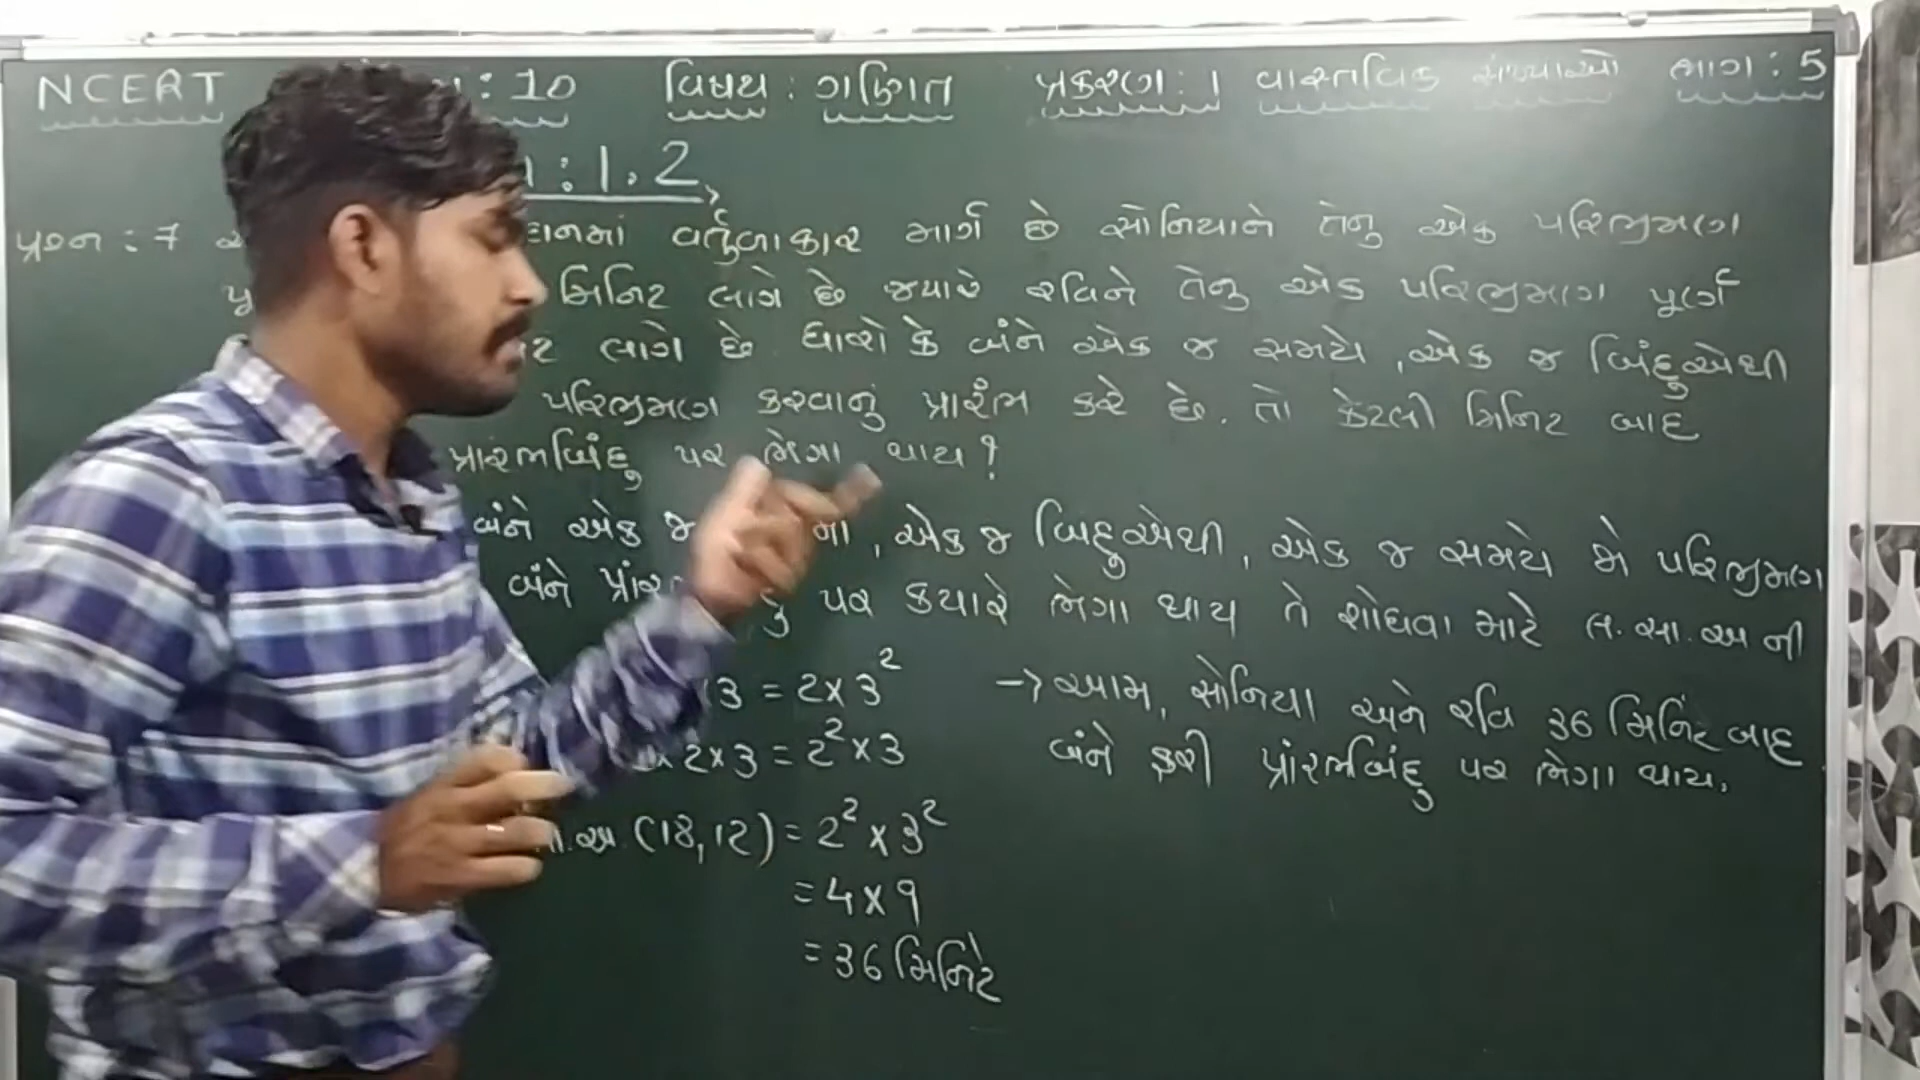 NCERT : 10 વિષય : ગણિત પ્રકરણ : 1 વાસ્તવિક સંખ્યાઓ ભાગ : 5
: 1.2
પ્રશ્ન : 7 વર્તુળાકાર માર્ગ છે સોનિયાને તેનુ એક પરિભ્રમણ
મિનિટ લાગે છે જ્યારે રવિને તેનુ એક પરિભ્રમણ પૂર્ણ
લાગે છે ધારો કે બંને એક જ સમયે, એક જ બિંદુએથી
પરિભ્રમણ કરવાનું પ્રારંભ કરે છે. તો કેટલી મિનિટ બાદ
પ્રારંભબિંદુ પર ભેગા થાય?
બંને એક જ મા, એક જ બિંદુએથી, એક જ સમયે જો પરિભ્રમણ
બંને પર ક્યારે ભેગા થાય તે શોધવા માટે લ.સા.અ ની
3 = 2 x 3²
x 2 x 3 = 2² x 3
.અ. (18, 12) = 2² x 3²
= 4 x 9
= 36 મિનિટ
→ આમ, સોનિયા અને રવિ 36 મિનિટ બાદ
બંને ફરી પ્રારંભબિંદુ પર ભેગા થાય.